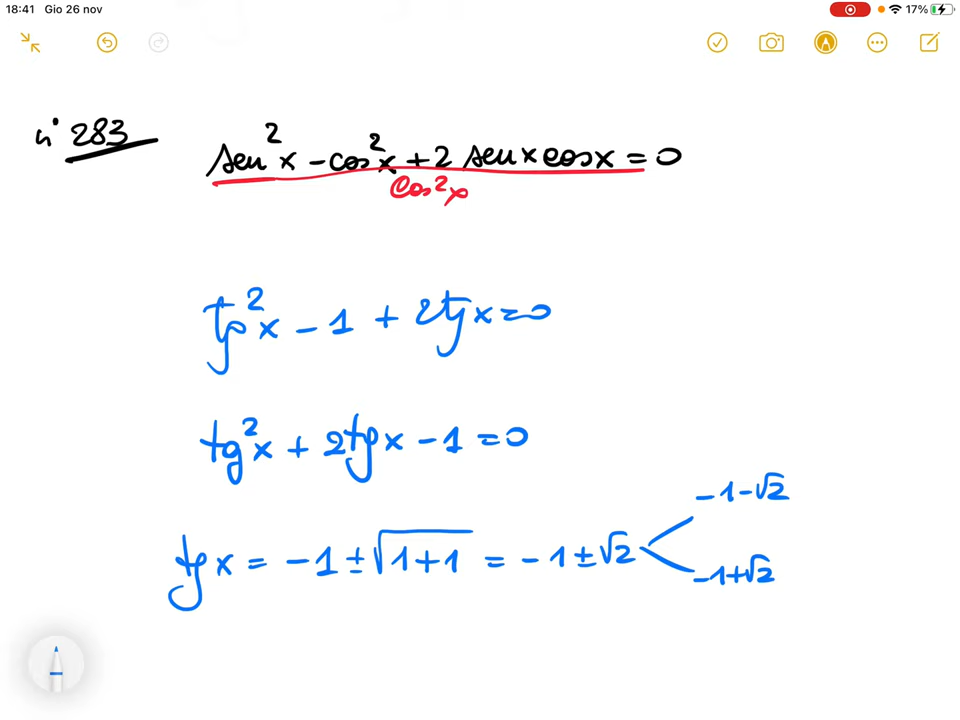 18:41 Gio 26 nov 17%
n° 283
sen²x - cos²x + 2 senx cosx = 0
cos²x
tg²x - 1 + 2tgx = 0
tg²x + 2tgx - 1 = 0
-1-√2
tgx = -1 ± √1+1 = -1 ± √2
-1+√2